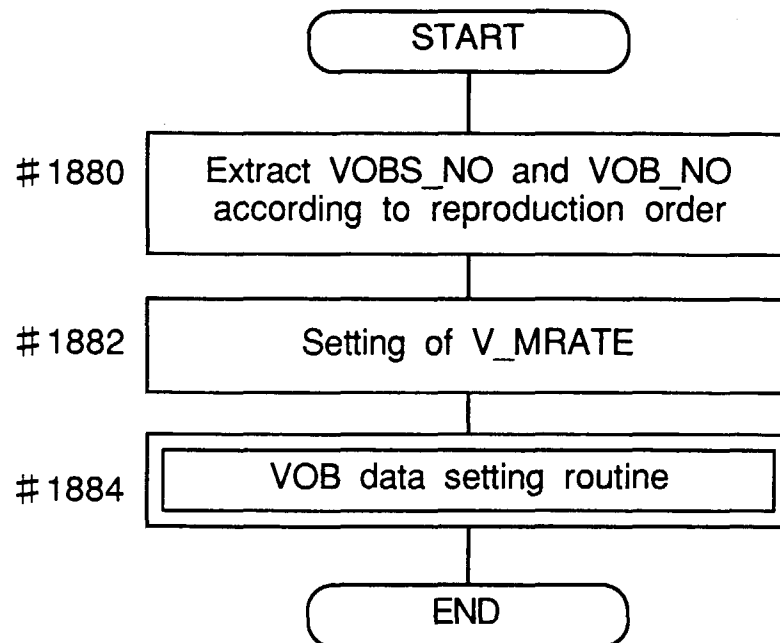 START
#1880
Extract VOBS_NO and VOB_NO
according to reproduction order
#1882
Setting of V_MRATE
#1884
VOB data setting routine
END